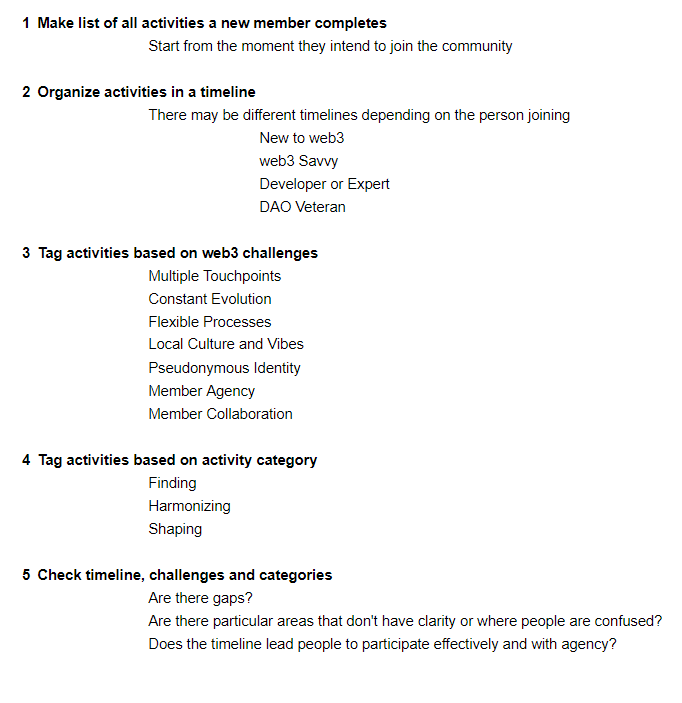 1 Make list of all activities a new member completes
Start from the moment they intend to join the community
2 Organize activities in a timeline
There may be different timelines depending on the person joining
New to web3
web3 Savvy
Developer or Expert
DAO Veteran
3 Tag activities based on web3 challenges
Multiple Touchpoints
Constant Evolution
Flexible Processes
Local Culture and Vibes
Pseudonymous Identity
Member Agency
Member Collaboration
4 Tag activities based on activity category
Finding
Harmonizing
Shaping
5 Check timeline, challenges and categories
Are there gaps?
Are there particular areas that don't have clarity or where people are confused?
Does the timeline lead people to participate effectively and with agency?